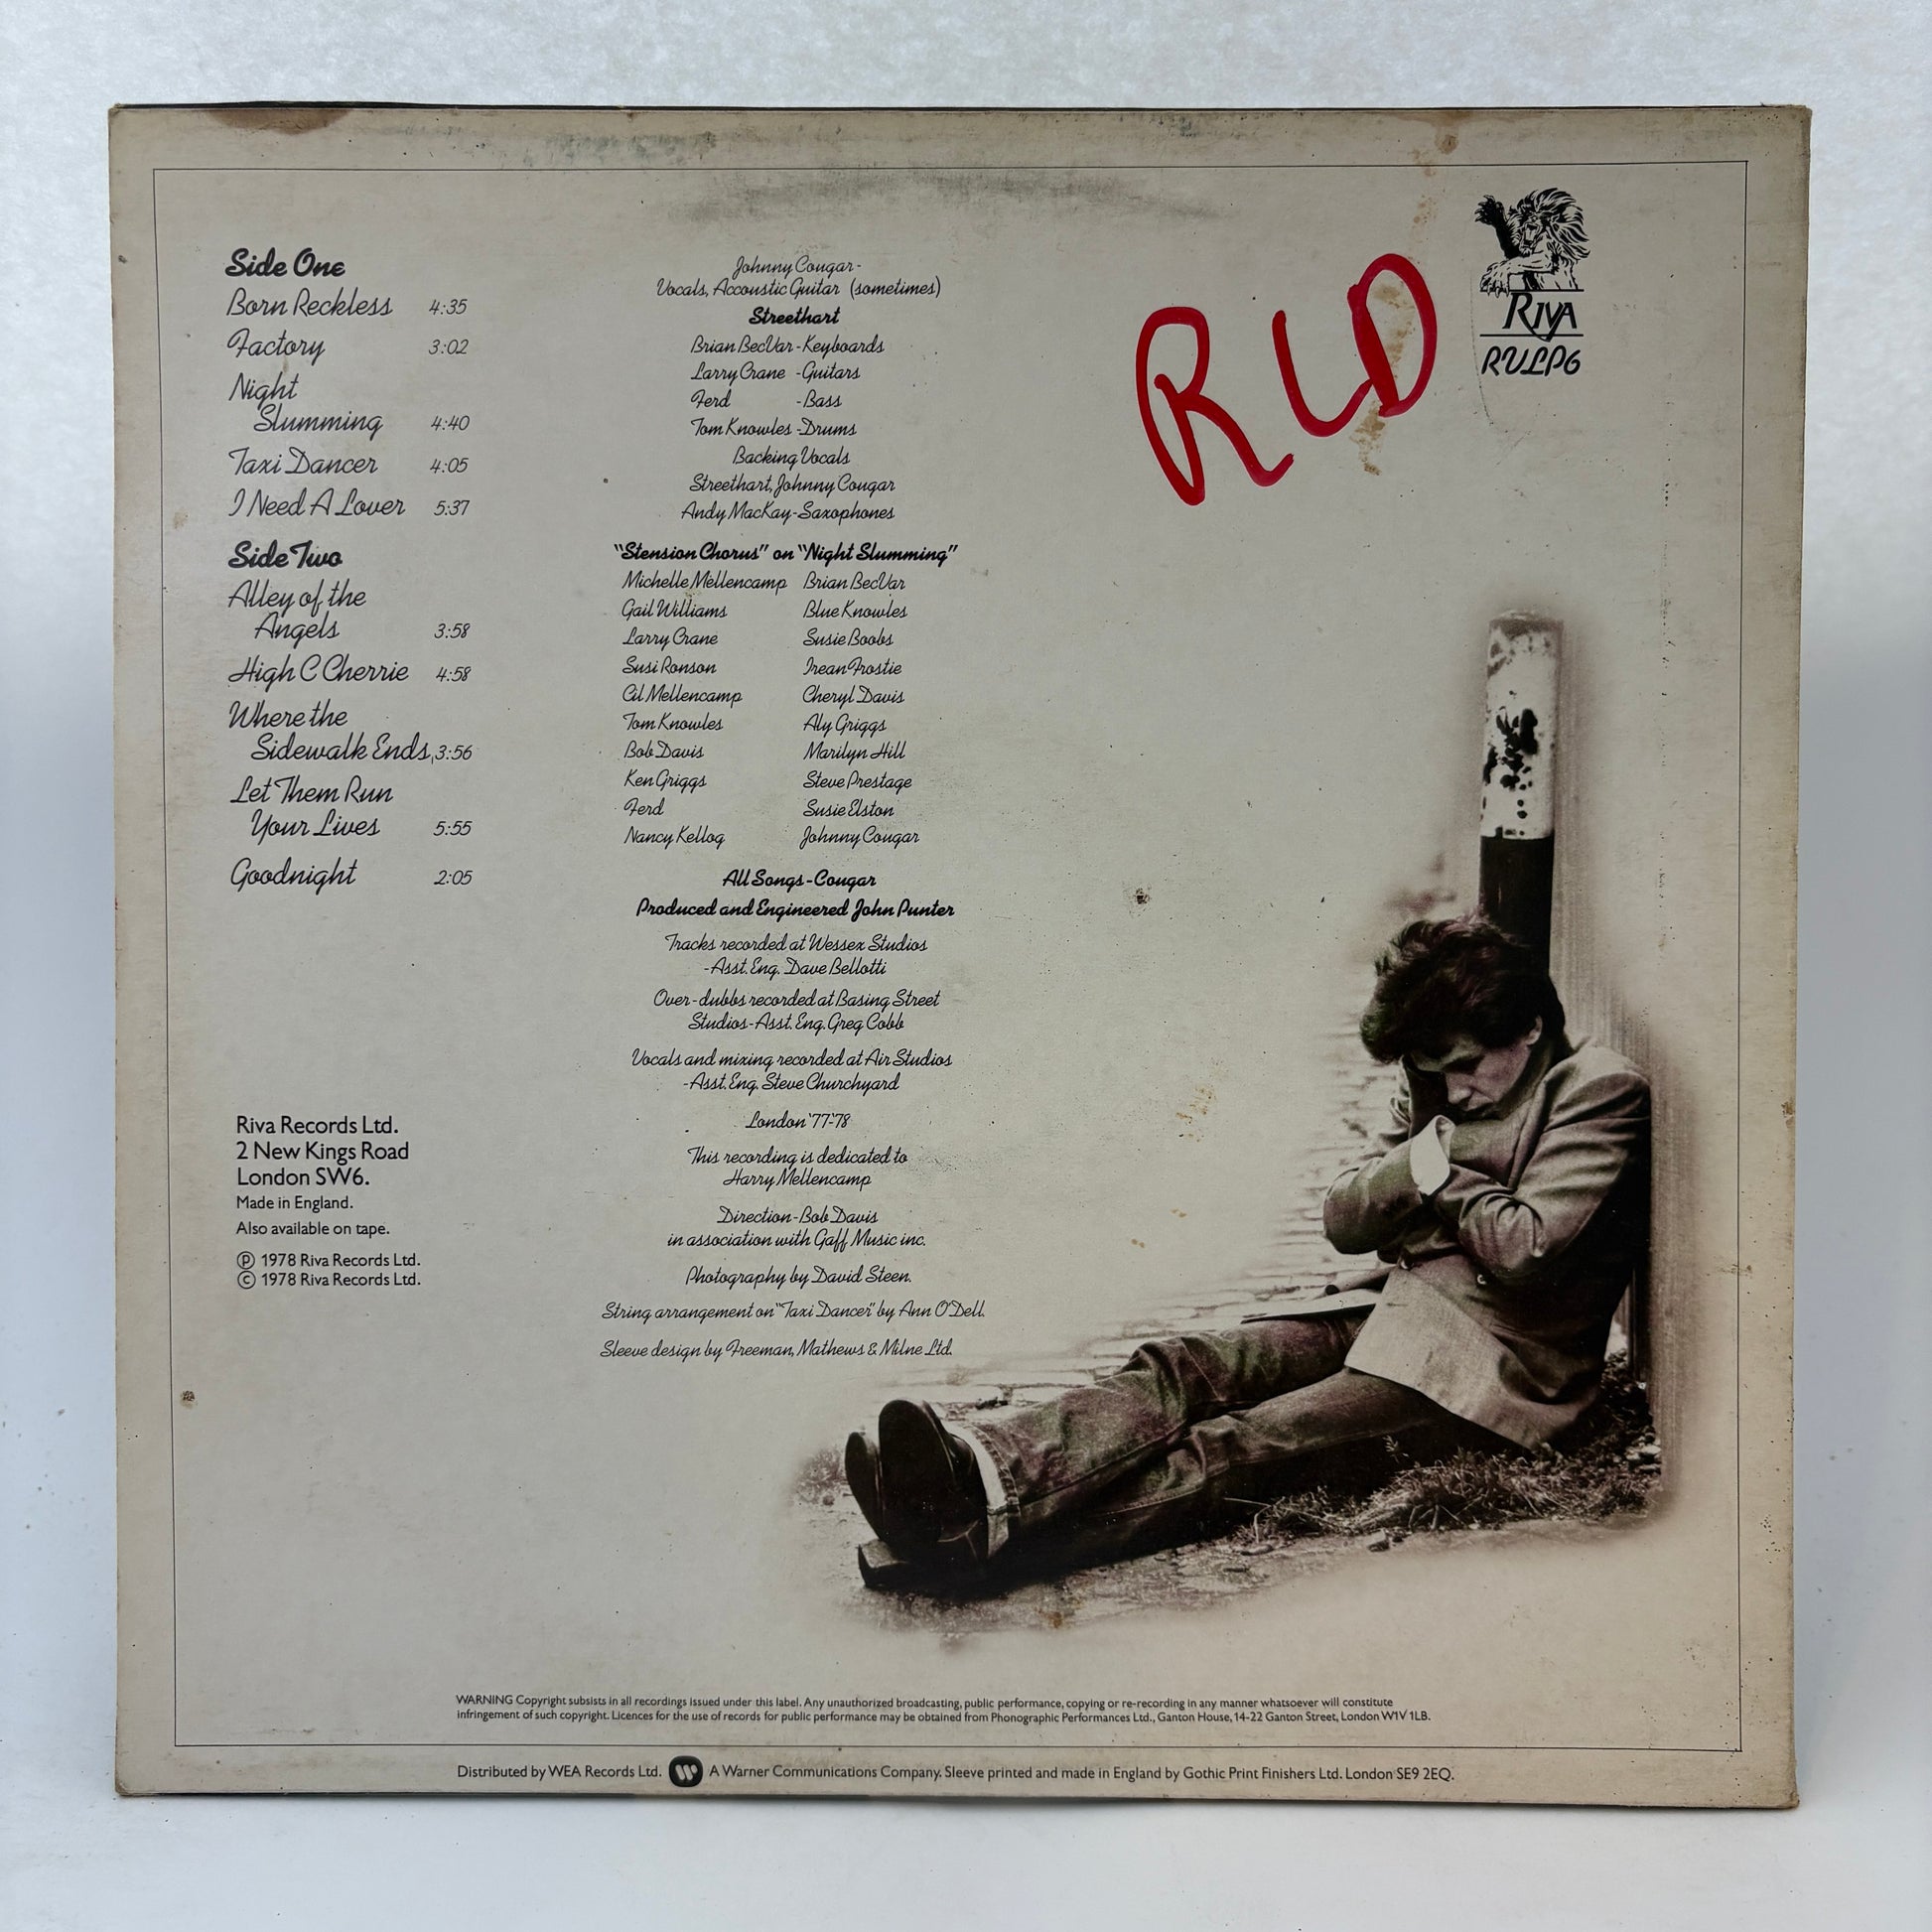 Side One
Born Reckless 4:35
Factory 3:02
Night
Slumming 4:40
Taxi Dancer 4:05
I Need A Lover 5:37
Side Two
Alley of the
Angels 3:58
High C Cherrie 4:58
Where the
Sidewalk Ends, 3:56
Let Them Run
Your Lives 5:55
Goodnight 2:05
Riva Records Ltd.
2 New Kings Road
London SW6.
Made in England.
Also available on tape.
Ⓟ 1978 Riva Records Ltd.
© 1978 Riva Records Ltd.
Johnny Cougar-
Vocals, Accoustic Guitar (sometimes)
Streethart
Brian BecVar - Keyboards
Larry Crane - Guitars
Ferd - Bass
Tom Knowles - Drums
Backing Vocals
Streethart, Johnny Cougar
Andy MacKay - Saxophones
"Stension Chorus" on "Night Slumming"
Michelle Mellencamp Brian BecVar
Gail Williams Blue Knowles
Larry Crane Susie Boobs
Susi Ronson Irean Frostie
Cil Mellencamp Cheryl Davis
Tom Knowles Aly Griggs
Bob Davis Marilyn Hill
Ken Griggs Steve Prestage
Ferd Susie Elston
Nancy Kellog Johnny Cougar
All Songs - Cougar
Produced and Engineered John Punter
Tracks recorded at Wessex Studios
-Asst. Eng. Dave Bellotti
Over-dubbs recorded at Basing Street
Studios - Asst. Eng. Greg Cobb
Vocals and mixing recorded at Air Studios
-Asst. Eng. Steve Churchyard
London '77-'78
This recording is dedicated to
Harry Mellencamp
Direction - Bob Davis
in association with Gaff Music inc.
Photography by David Steen.
String arrangement on "Taxi Dancer" by Ann O'Dell.
Sleeve design by Freeman, Mathews & Milne Ltd.
RIVA
RVLP6
WARNING Copyright subsists in all recordings issued under this label. Any unauthorized broadcasting, public performance, copying or re-recording in any manner whatsoever will constitute
infringement of such copyright. Licences for the use of records for public performance may be obtained from Phonographic Performances Ltd., Ganton House, 14-22 Ganton Street, London W1V 1LB.
Distributed by WEA Records Ltd. A Warner Communications Company. Sleeve printed and made in England by Gothic Print Finishers Ltd. London SE9 2EQ.